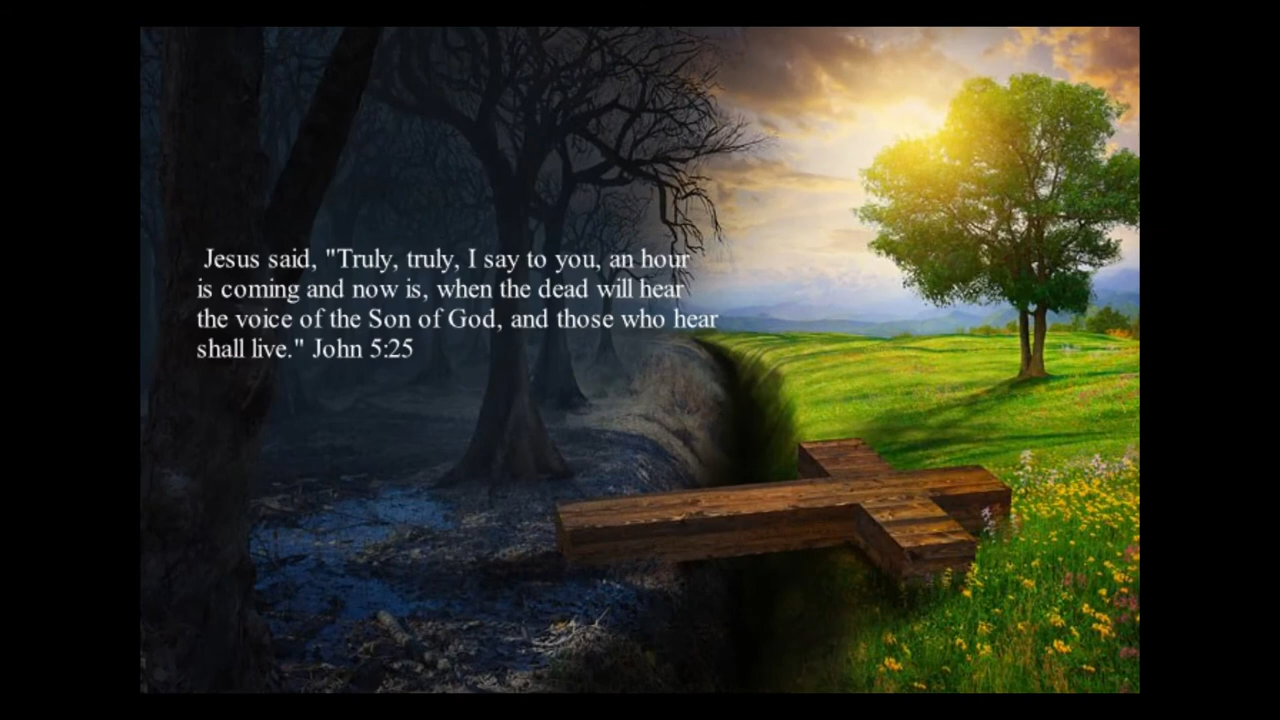 Jesus said, "Truly, truly, I say to you, an hour
is coming and now is, when the dead will hear
the voice of the Son of God, and those who hear
shall live." John 5:25